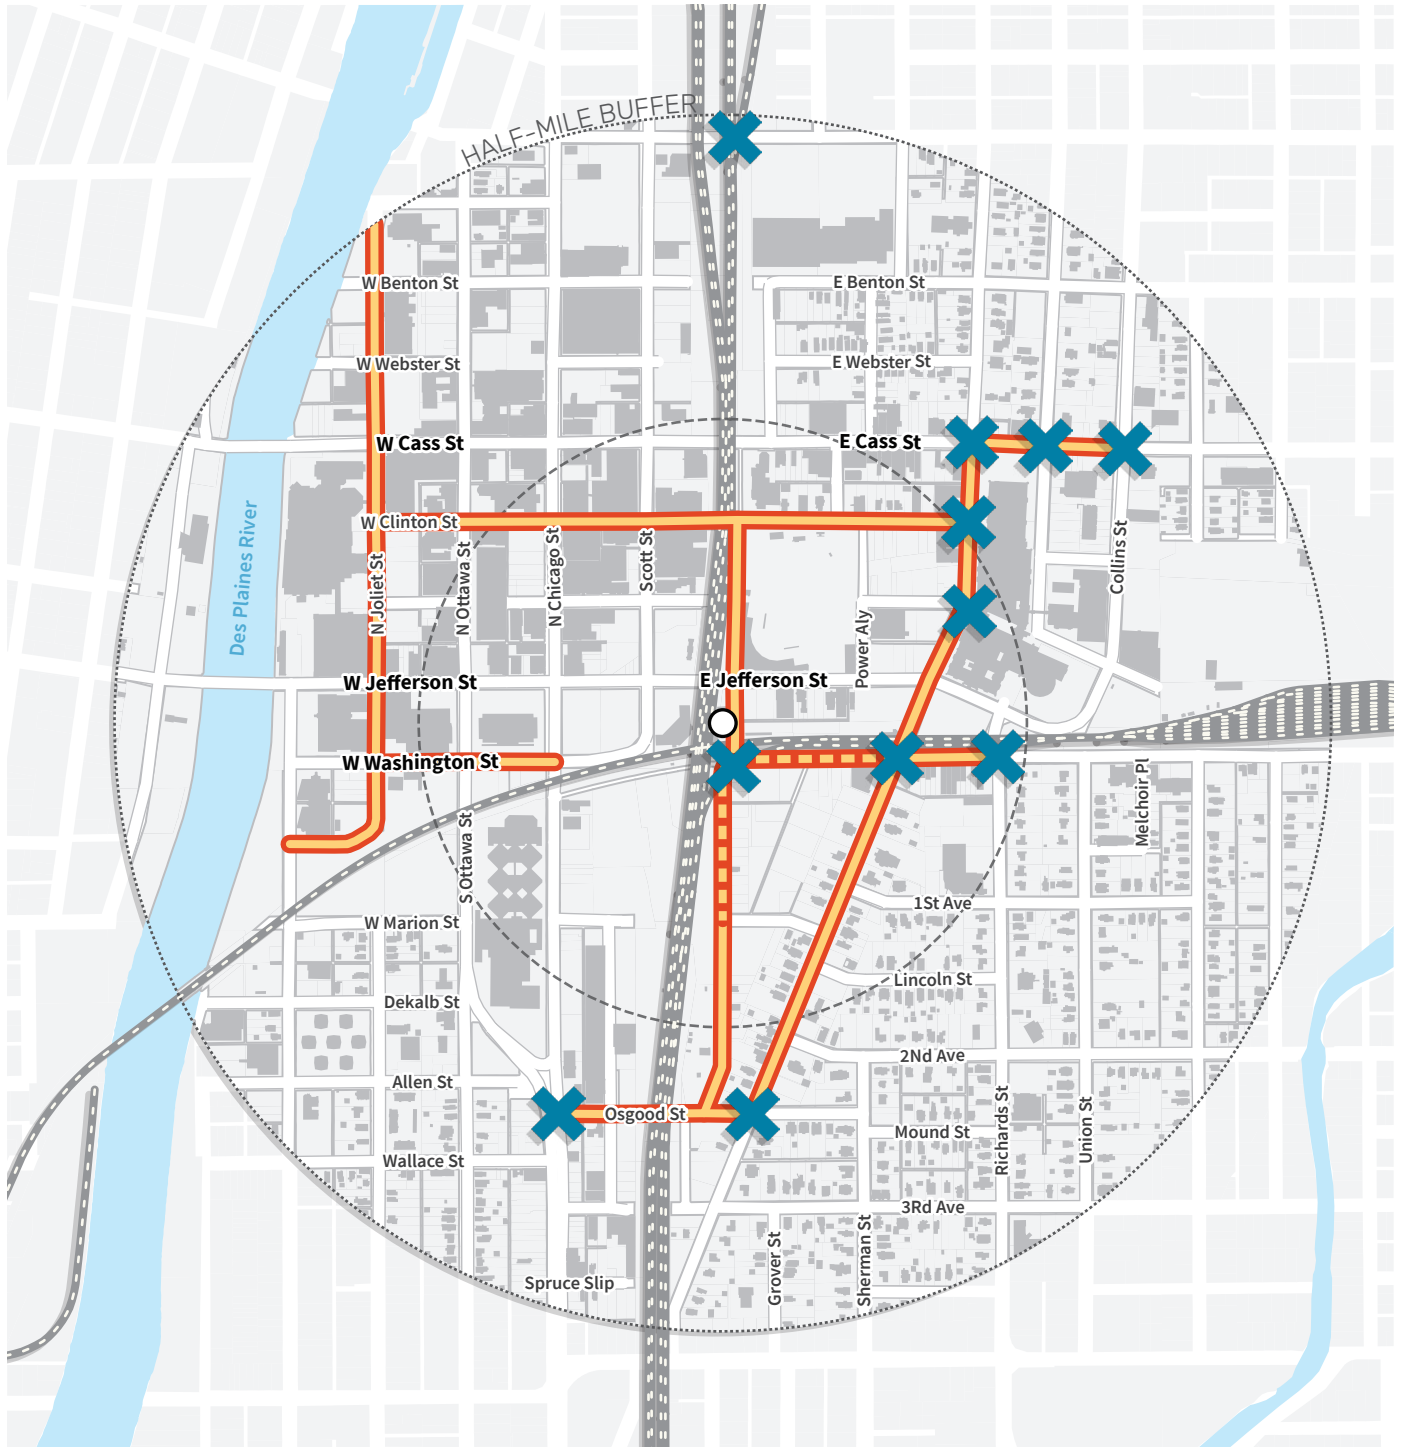 HALF-MILE BUFFER
W Benton St
E Benton St
W Webster St
E Webster St
W Cass St
E Cass St
W Clinton St
Des Plaines River
N Joliet St
N Ottawa St
N Chicago St
Scott St
Power Aly
Collins St
W Jefferson St
E Jefferson St
W Washington St
Melchoir Pl
S Ottawa St
1St Ave
W Marion St
Lincoln St
Dekalb St
2Nd Ave
Allen St
Osgood St
Mound St
Richards St
Union St
Wallace St
3Rd Ave
Grover St
Sherman St
Spruce Slip